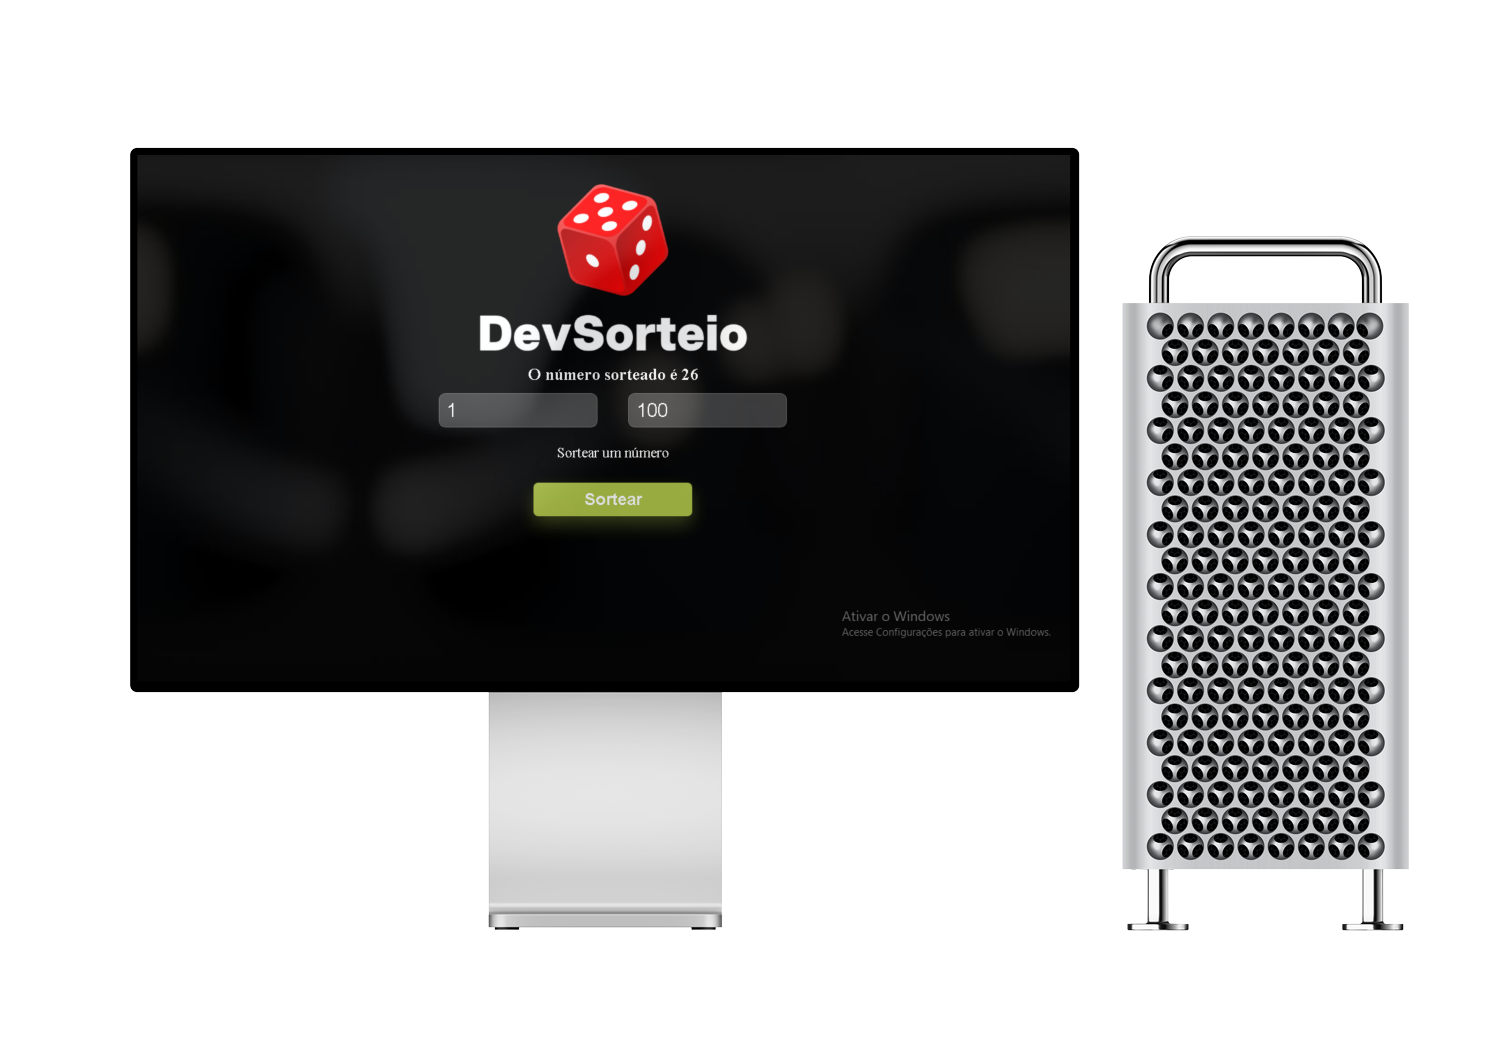 DevSorteio
O número sorteado é 26
1 100
Sortear um número
Sortear
Ativar o Windows
Acesse Configurações para ativar o Windows.